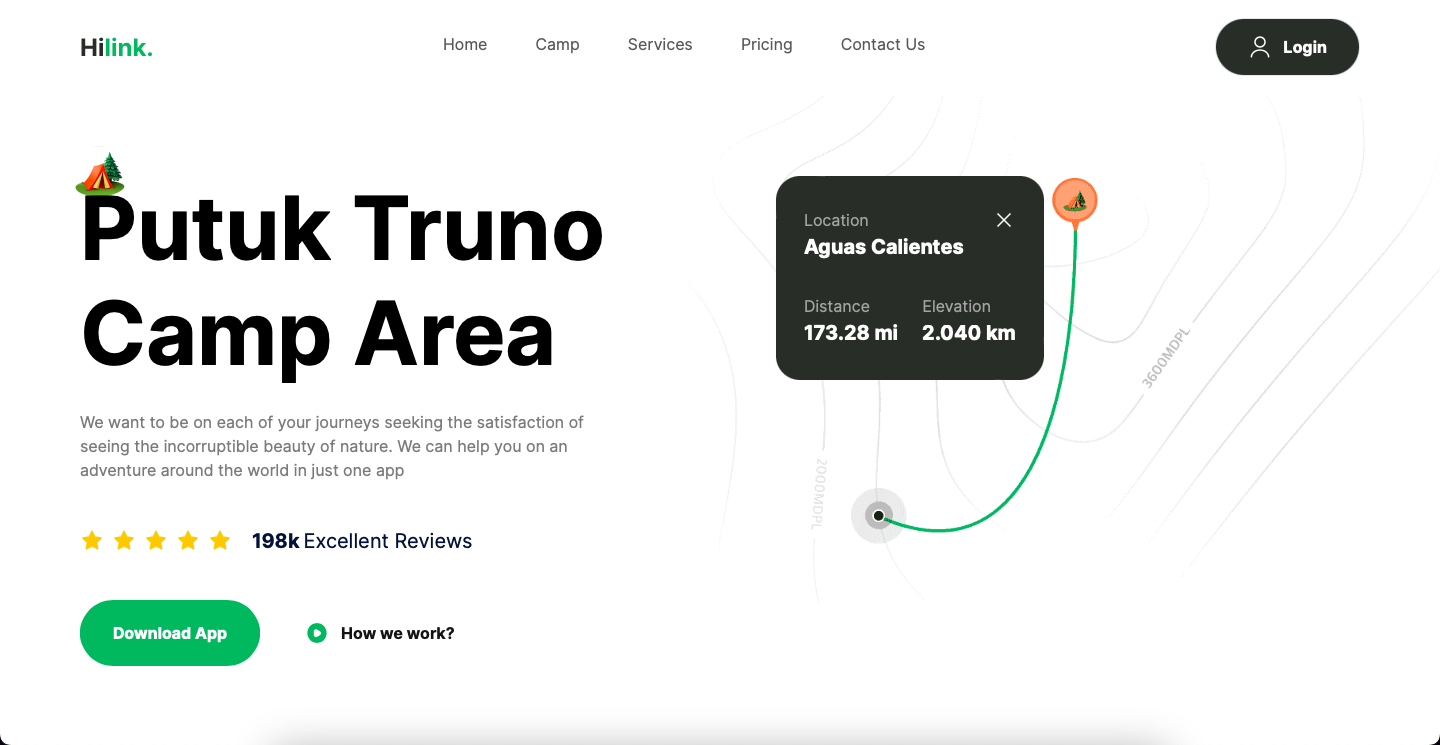 Hilink.
Home Camp Services Pricing Contact Us
Login
Putuk Truno
Camp Area
We want to be on each of your journeys seeking the satisfaction of
seeing the incorruptible beauty of nature. We can help you on an
adventure around the world in just one app
198k Excellent Reviews
Download App
How we work?
Location
Aguas Calientes
Distance Elevation
173.28 mi 2.040 km
3600MDPL
2000MDPL